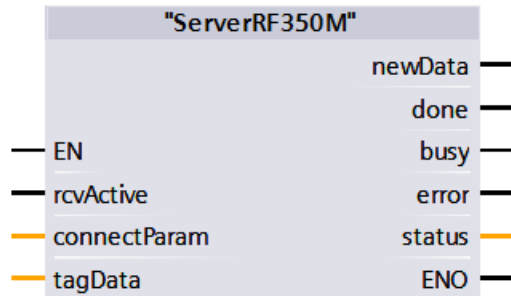 "ServerRF350M"
newData
done
EN busy
rcvActive error
connectParam status
tagData ENO